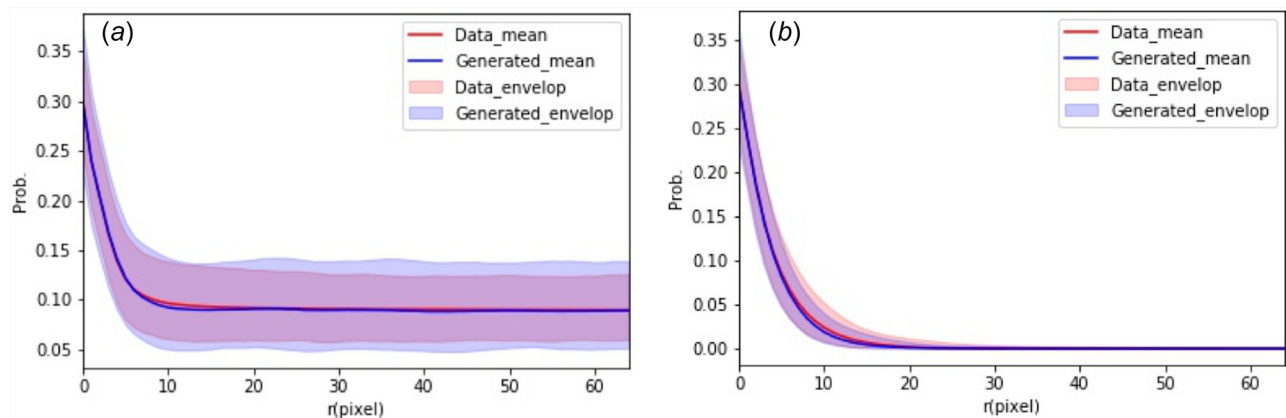 (a)
Data_mean
Generated_mean
Data_envelop
Generated_envelop
Prob.
0.35
0.30
0.25
0.20
0.15
0.10
0.05
0 10 20 30 40 50 60
r(pixel)
(b)
Data_mean
Generated_mean
Data_envelop
Generated_envelop
Prob.
0.35
0.30
0.25
0.20
0.15
0.10
0.05
0.00
0 10 20 30 40 50 60
r(pixel)